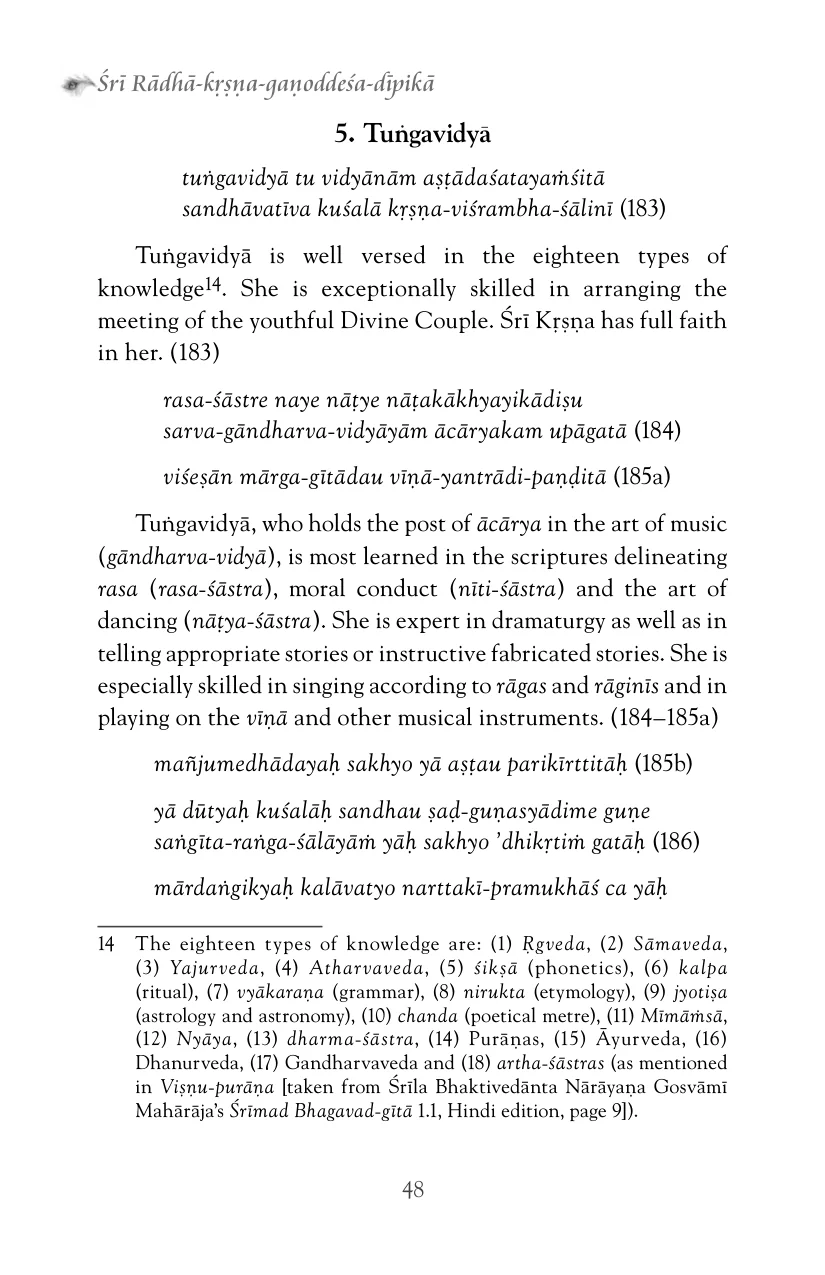 Śrī Rādhā-kṛṣṇa-gaṇoddeśa-dīpikā
5. Tuṅgavidyā
tuṅgavidyā tu vidyānām aṣṭādaśatayaṁśitā
sandhāvatīva kuśalā kṛṣṇa-viśrambha-śālinī (183)
Tuṅgavidyā is well versed in the eighteen types of
knowledge14. She is exceptionally skilled in arranging the
meeting of the youthful Divine Couple. Śrī Kṛṣṇa has full faith
in her. (183)
rasa-śāstre naye nāṭye nāṭakākhyayikādiṣu
sarva-gāndharva-vidyāyām ācāryakam upāgatā (184)
viśeṣān mārga-gītādau vīṇā-yantrādi-paṇḍitā (185a)
Tuṅgavidyā, who holds the post of ācārya in the art of music
(gāndharva-vidyā), is most learned in the scriptures delineating
rasa (rasa-śāstra), moral conduct (nīti-śāstra) and the art of
dancing (nāṭya-śāstra). She is expert in dramaturgy as well as in
telling appropriate stories or instructive fabricated stories. She is
especially skilled in singing according to rāgas and rāginīs and in
playing on the vīṇā and other musical instruments. (184–185a)
mañjumedhādayaḥ sakhyo yā aṣṭau parikīrttitāḥ (185b)
yā dūtyaḥ kuśalāḥ sandhau ṣaḍ-guṇasyādime guṇe
saṅgīta-raṅga-śālāyāṁ yāḥ sakhyo ’dhikṛtiṁ gatāḥ (186)
mārdaṅgikyaḥ kalāvatyo narttakī-pramukhāś ca yāḥ
14 The eighteen types of knowledge are: (1) Ṛgveda, (2) Sāmaveda,
(3) Yajurveda, (4) Atharvaveda, (5) śikṣā (phonetics), (6) kalpa
(ritual), (7) vyākaraṇa (grammar), (8) nirukta (etymology), (9) jyotiṣa
(astrology and astronomy), (10) chanda (poetical metre), (11) Mīmāṁsā,
(12) Nyāya, (13) dharma-śāstra, (14) Purāṇas, (15) Āyurveda, (16)
Dhanurveda, (17) Gandharvaveda and (18) artha-śāstras (as mentioned
in Viṣṇu-purāṇa [taken from Śrīla Bhaktivedānta Nārāyaṇa Gosvāmī
Mahārāja’s Śrīmad Bhagavad-gītā 1.1, Hindi edition, page 9]).
48